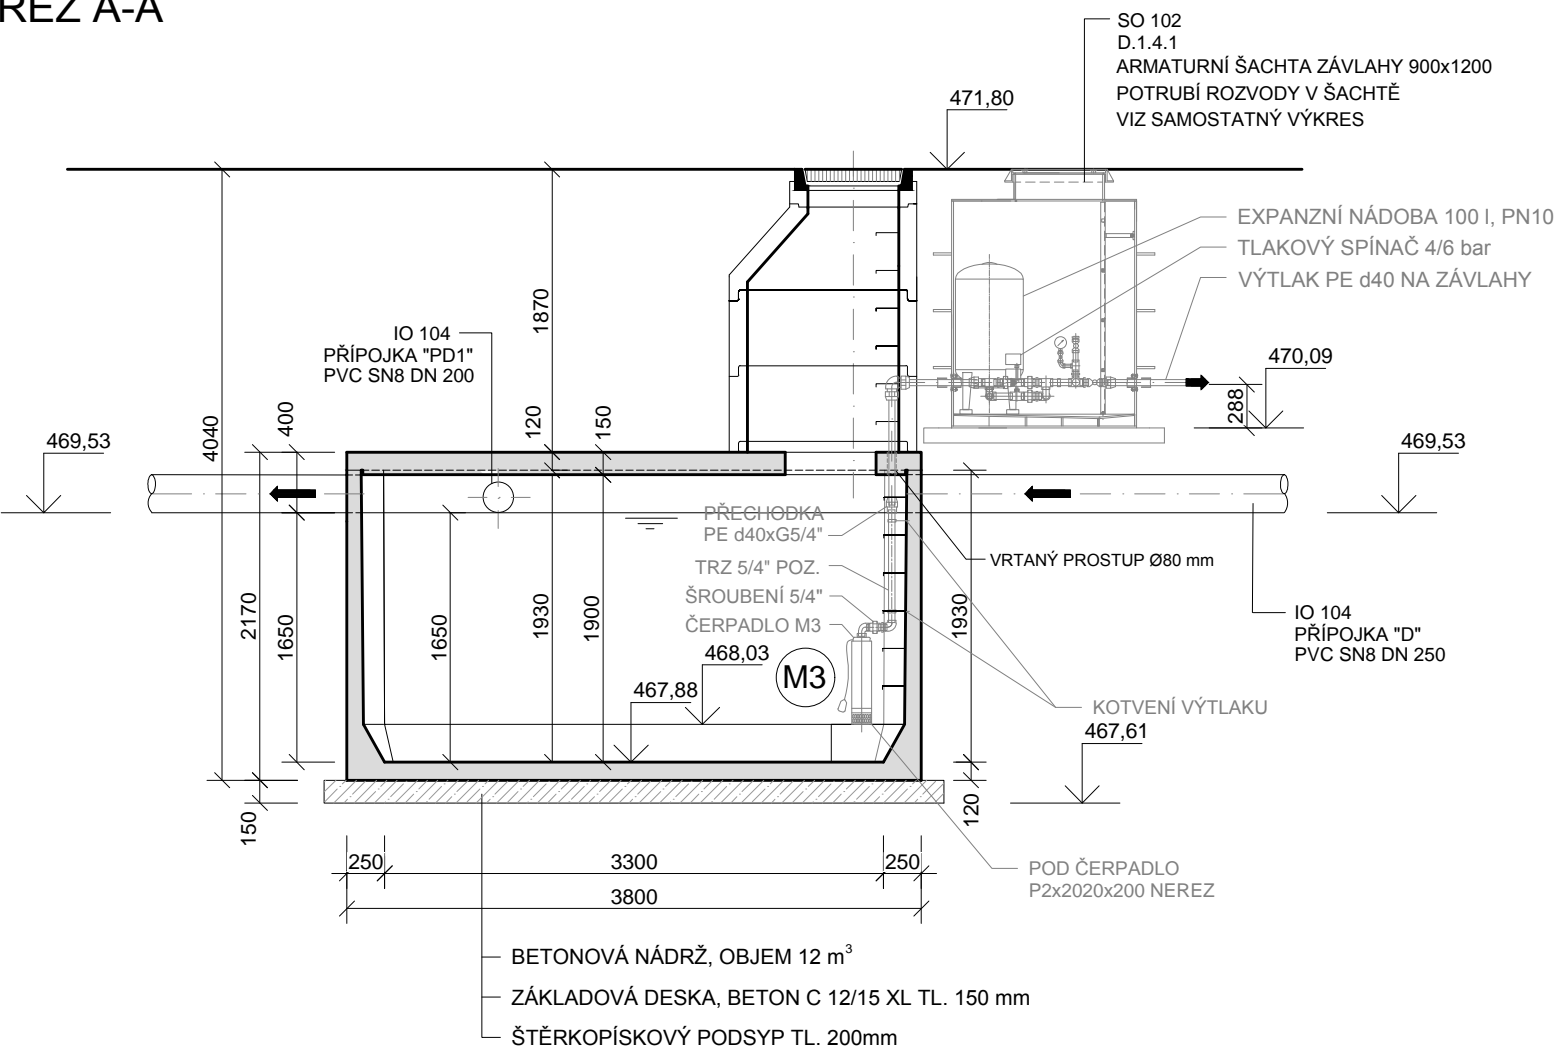 ŘEZ A-A
SO 102
D.1.4.1
ARMATURNÍ ŠACHTA ZÁVLAHY 900x1200
POTRUBÍ ROZVODY V ŠACHTĚ
VIZ SAMOSTATNÝ VÝKRES
471,80
EXPANZNÍ NÁDOBA 100 l, PN10
TLAKOVÝ SPÍNAČ 4/6 bar
VÝTLAK PE d40 NA ZÁVLAHY
1870
IO 104
PŘÍPOJKA "PD1"
PVC SN8 DN 200
470,09
288
4040
400
120
150
469,53
469,53
PŘECHODKA
PE d40xG5/4"
VRTANÝ PROSTUP Ø80 mm
TRZ 5/4" POZ.
ŠROUBENÍ 5/4"
ČERPADLO M3
2170
1650
1650
1930
1900
1930
IO 104
PŘÍPOJKA "D"
PVC SN8 DN 250
468,03
M3
467,88
KOTVENÍ VÝTLAKU
467,61
150
120
250
3300
250
POD ČERPADLO
P2x2020x200 NEREZ
3800
BETONOVÁ NÁDRŽ, OBJEM 12 m³
ZÁKLADOVÁ DESKA, BETON C 12/15 XL TL. 150 mm
ŠTĚRKOPÍSKOVÝ PODSYP TL. 200mm